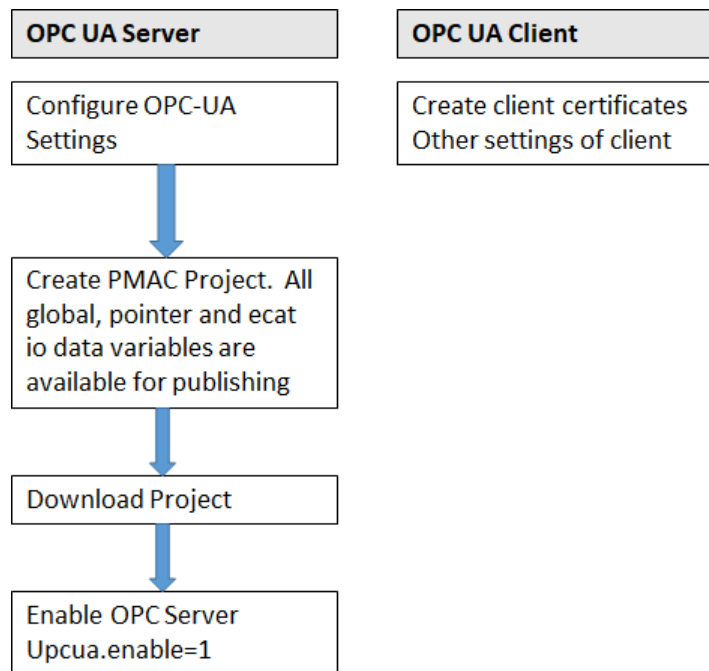 OPC UA Server
Configure OPC-UA
Settings
Create PMAC Project.  All
global, pointer and ecat
io data variables are
available for publishing
Download Project
Enable OPC Server
Upcua.enable=1
OPC UA Client
Create client certificates
Other settings of client